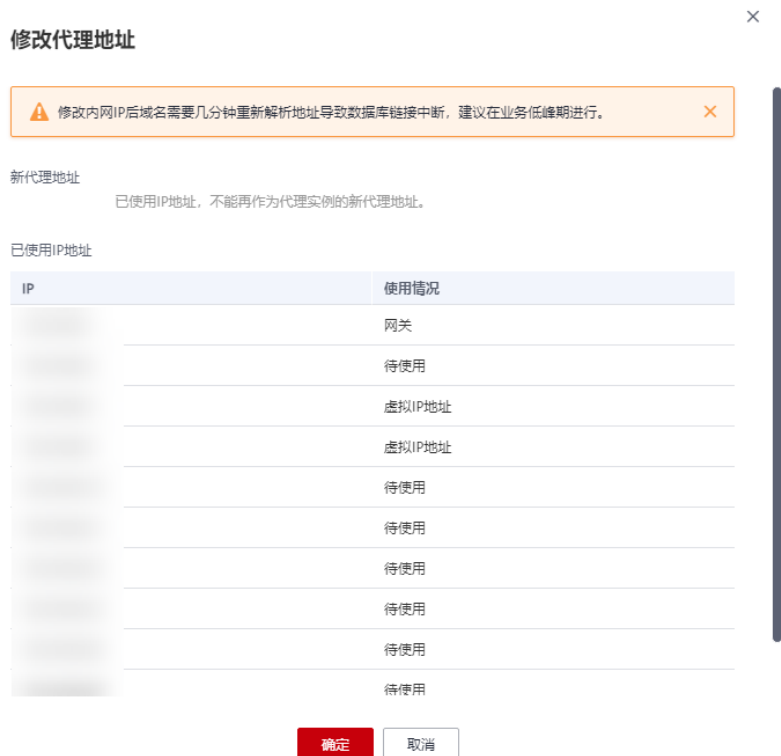 修改代理地址
修改内网IP后域名需要几分钟重新解析地址导致数据库链接中断，建议在业务低峰期进行。
新代理地址
已使用IP地址，不能再作为代理实例的新代理地址。
已使用IP地址
IP 使用情况
网关
待使用
虚拟IP地址
虚拟IP地址
待使用
待使用
待使用
待使用
待使用
待使用
确定 取消